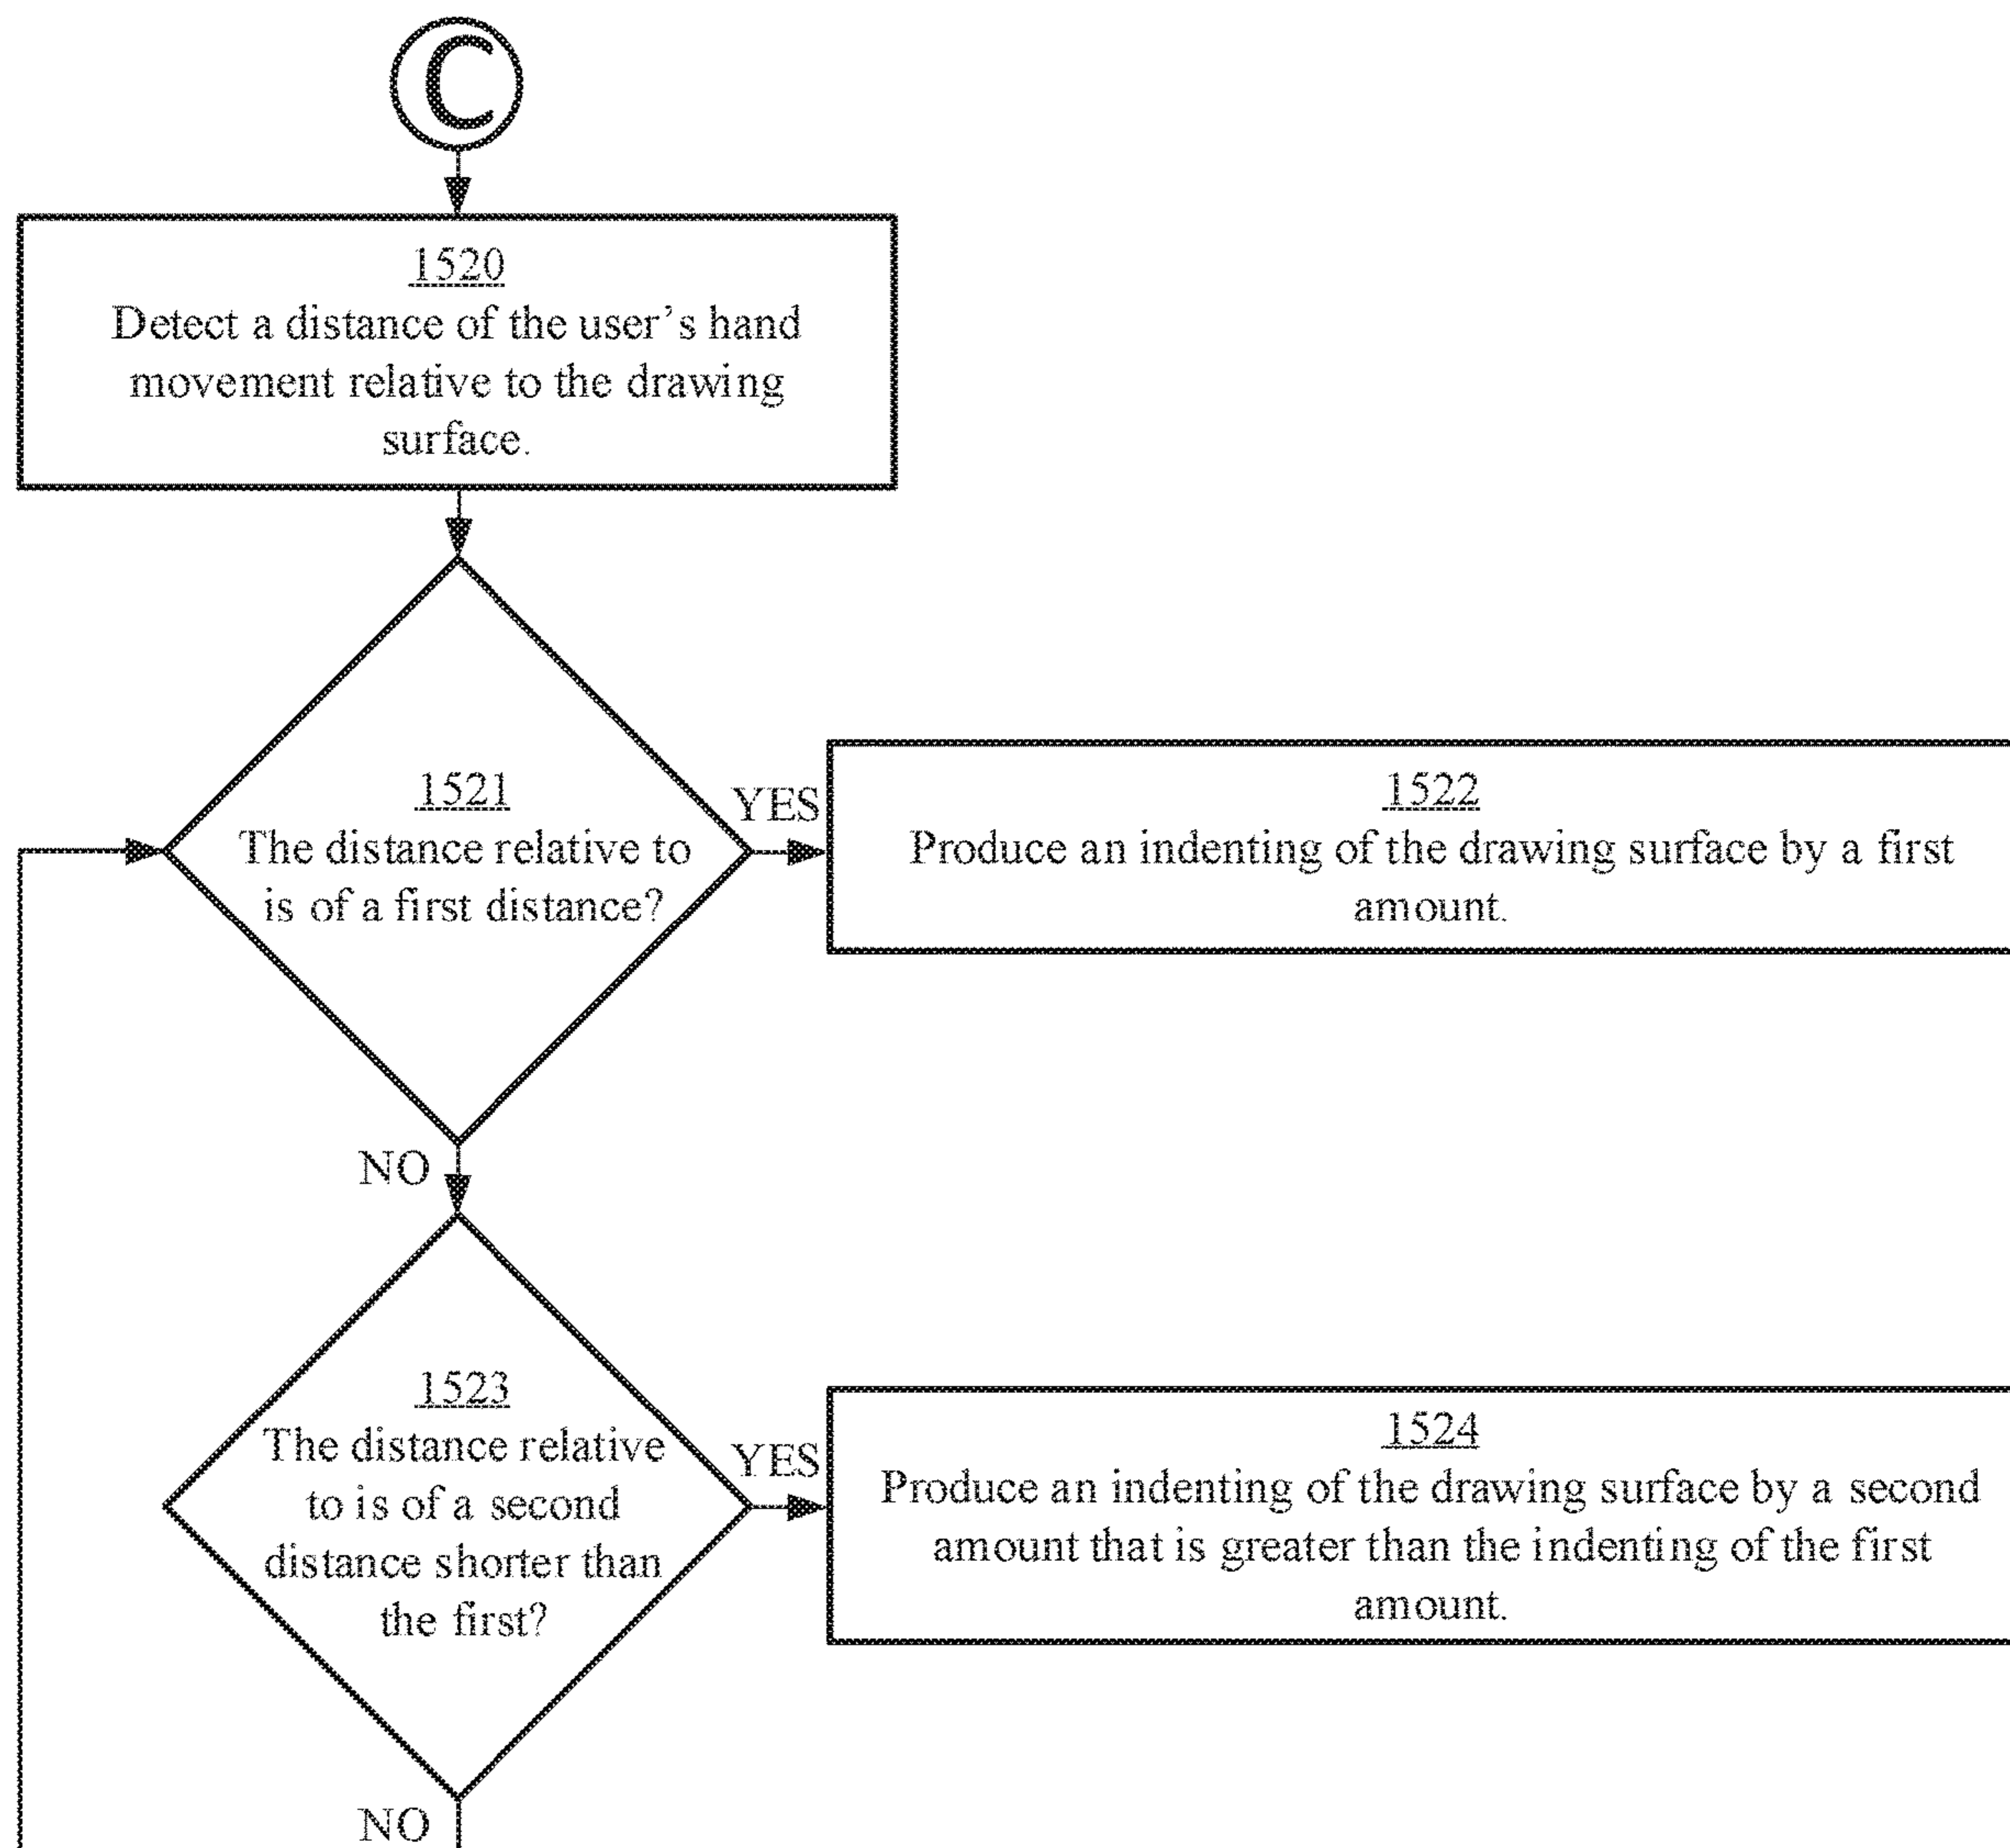 C
1520
Detect a distance of the user's hand
movement relative to the drawing
surface.
1521
The distance relative to
is of a first distance?
YES
1522
Produce an indenting of the drawing surface by a first
amount.
NO
1523
The distance relative
to is of a second
distance shorter than
the first?
YES
1524
Produce an indenting of the drawing surface by a second
amount that is greater than the indenting of the first
amount.
NO